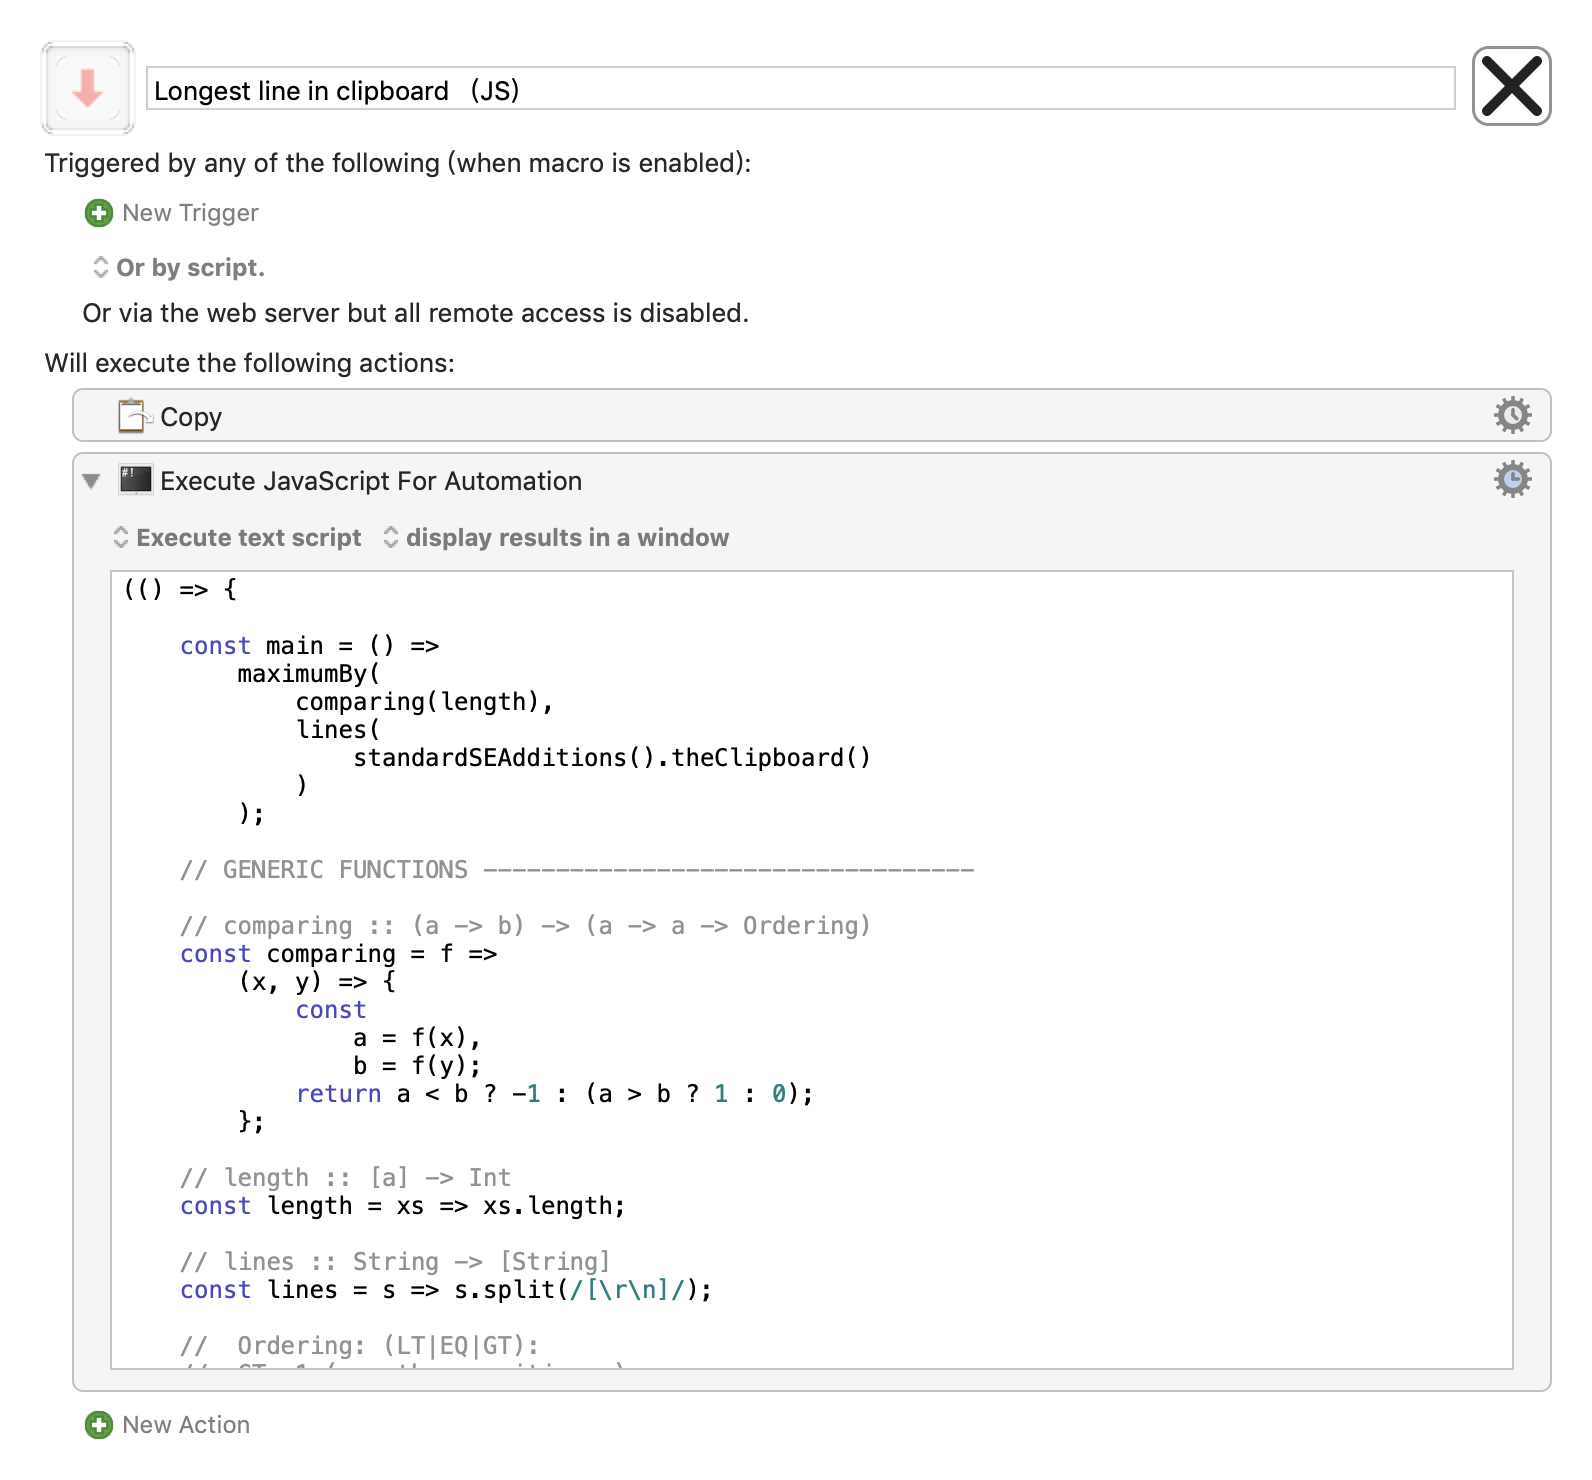 Longest line in clipboard   (JS)
Triggered by any of the following (when macro is enabled):
New Trigger
Or by script.
Or via the web server but all remote access is disabled.
Will execute the following actions:
Copy
#!
Execute JavaScript For Automation
Execute text script   display results in a window
(() => {

    const main = () =>
        maximumBy(
            comparing(length),
            lines(
                standardSEAdditions().theClipboard()
            )
        );

    // GENERIC FUNCTIONS ----------------------------------

    // comparing :: (a -> b) -> (a -> a -> Ordering)
    const comparing = f =>
        (x, y) => {
            const
                a = f(x),
                b = f(y);
            return a < b ? -1 : (a > b ? 1 : 0);
        };

    // length :: [a] -> Int
    const length = xs => xs.length;

    // lines :: String -> [String]
    const lines = s => s.split(/[\r\n]/);

    //  Ordering: (LT|EQ|GT):
New Action